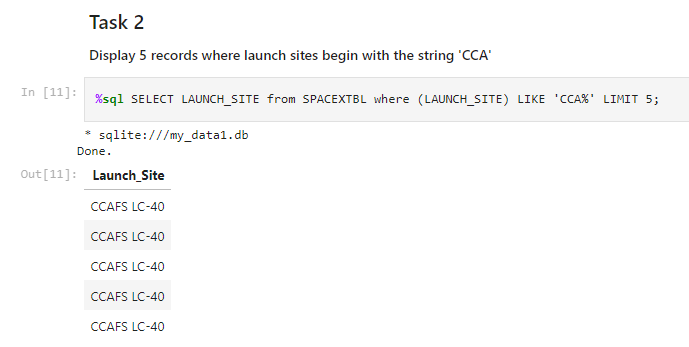 Task 2
Display 5 records where launch sites begin with the string 'CCA'
In [11]: %sql SELECT LAUNCH_SITE from SPACEXTBL where (LAUNCH_SITE) LIKE 'CCA%' LIMIT 5;
* sqlite:///my_data1.db
Done.
Out[11]: Launch_Site
CCAFS LC-40
CCAFS LC-40
CCAFS LC-40
CCAFS LC-40
CCAFS LC-40